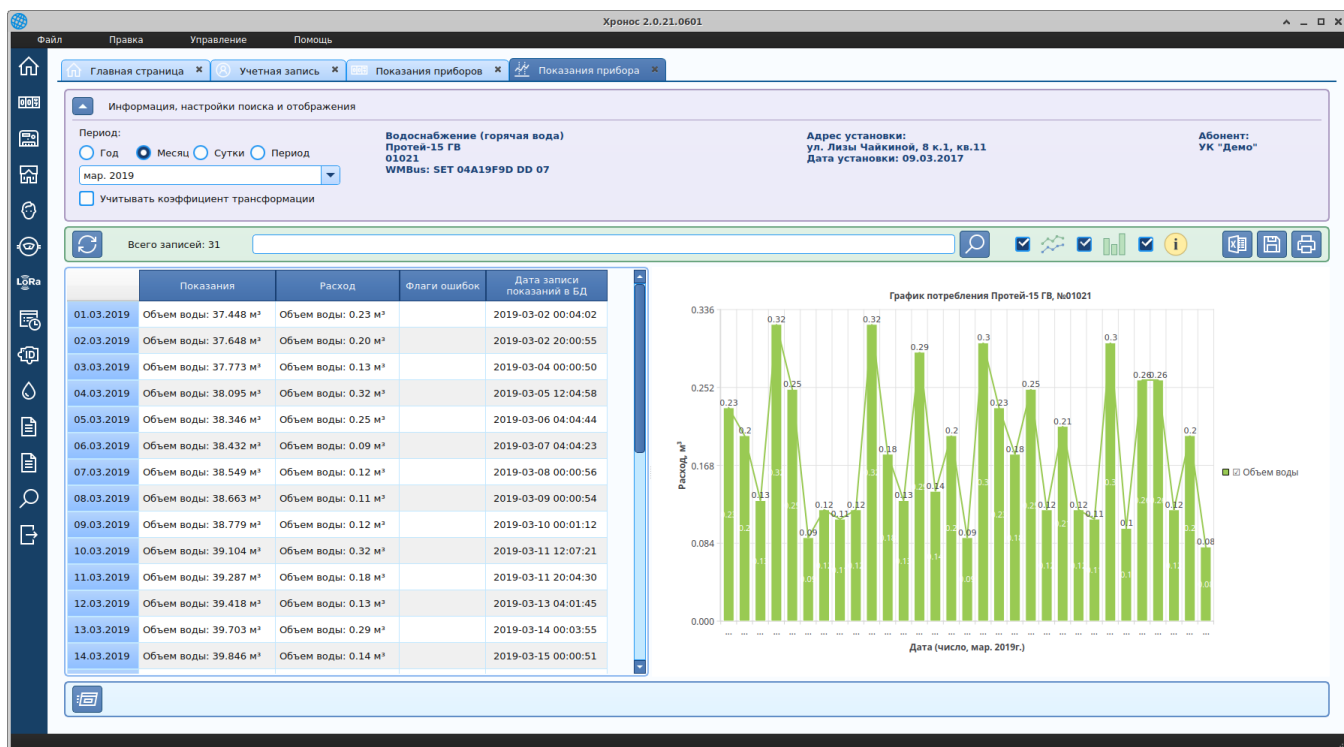 Хронос 2.0.21.0601
Файл Правка Управление Помощь
Главная страница Учетная запись Показания приборов Показания прибора
Информация, настройки поиска и отображения
Период:
Год Месяц Сутки Период
мар. 2019
Учитывать коэффициент трансформации
Водоснабжение (горячая вода)
Протей-15 ГВ
01021
WMBus: SET 04A19F9D DD 07
Адрес установки:
ул. Лизы Чайкиной, 8 к.1, кв.11
Дата установки: 09.03.2017
Абонент:
УК "Демо"
LoRa
ID
Всего записей: 31
Показания Расход Флаги ошибок Дата записи показаний в БД
01.03.2019 Объем воды: 37.448 м³ Объем воды: 0.23 м³ 2019-03-02 00:04:02
02.03.2019 Объем воды: 37.648 м³ Объем воды: 0.20 м³ 2019-03-02 20:00:55
03.03.2019 Объем воды: 37.773 м³ Объем воды: 0.13 м³ 2019-03-04 00:00:50
04.03.2019 Объем воды: 38.095 м³ Объем воды: 0.32 м³ 2019-03-05 12:04:58
05.03.2019 Объем воды: 38.346 м³ Объем воды: 0.25 м³ 2019-03-06 04:04:44
06.03.2019 Объем воды: 38.432 м³ Объем воды: 0.09 м³ 2019-03-07 04:04:23
07.03.2019 Объем воды: 38.549 м³ Объем воды: 0.12 м³ 2019-03-08 00:00:56
08.03.2019 Объем воды: 38.663 м³ Объем воды: 0.11 м³ 2019-03-09 00:00:54
09.03.2019 Объем воды: 38.779 м³ Объем воды: 0.12 м³ 2019-03-10 00:01:12
10.03.2019 Объем воды: 39.104 м³ Объем воды: 0.32 м³ 2019-03-11 12:07:21
11.03.2019 Объем воды: 39.287 м³ Объем воды: 0.18 м³ 2019-03-11 20:04:30
12.03.2019 Объем воды: 39.418 м³ Объем воды: 0.13 м³ 2019-03-13 04:01:45
13.03.2019 Объем воды: 39.703 м³ Объем воды: 0.29 м³ 2019-03-14 00:03:55
14.03.2019 Объем воды: 39.846 м³ Объем воды: 0.14 м³ 2019-03-15 00:00:51
График потребления Протей-15 ГВ, №01021
Расход, м³
0.336
0.252
0.168
0.084
0.000
0.23 0.2 0.13 0.32 0.25 0.09 0.12 0.11 0.12 0.32 0.18 0.13 0.29 0.14 0.2 0.09 0.3 0.23 0.18 0.25 0.12 0.21 0.12 0.11 0.3 0.1 0.26 0.26 0.12 0.2 0.08
... ... ... ... ... ... ... ... ... ... ... ... ... ... ... ... ... ... ... ... ... ... ... ... ... ... ... ... ... ... ...
Дата (число, мар. 2019г.)
Объем воды